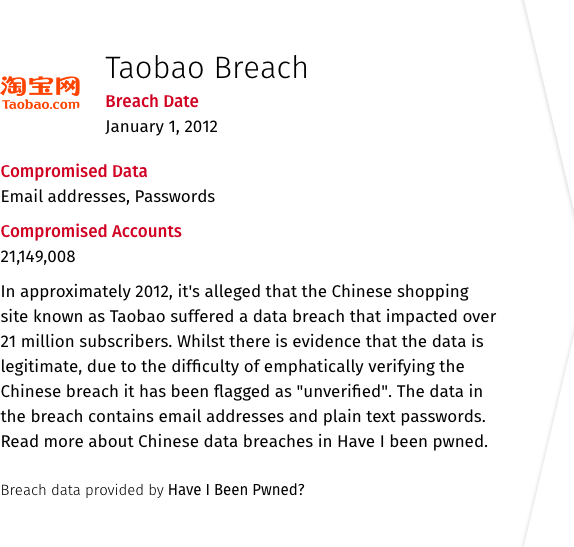 Taobao Breach
淘宝网
Taobao.com
Breach Date
January 1, 2012
Compromised Data
Email addresses, Passwords
Compromised Accounts
21,149,008
In approximately 2012, it's alleged that the Chinese shopping
site known as Taobao suffered a data breach that impacted over
21 million subscribers. Whilst there is evidence that the data is
legitimate, due to the difficulty of emphatically verifying the
Chinese breach it has been flagged as "unverified". The data in
the breach contains email addresses and plain text passwords.
Read more about Chinese data breaches in Have I been pwned.
Breach data provided by Have I Been Pwned?